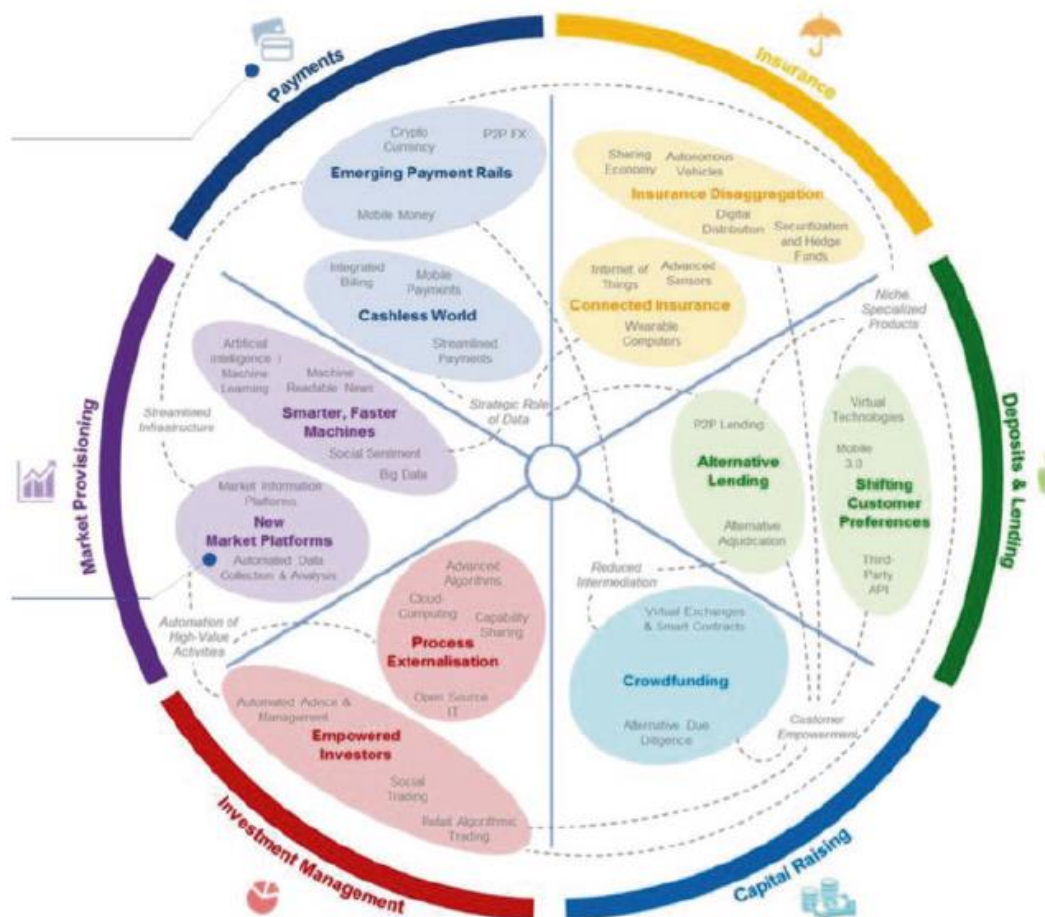 Payments
Insurance
Crypto
Currency
P2P FX
Emerging Payment Rails
Mobile Money
Sharing
Economy
Autonomous
Vehicles
Insurance Disaggregation
Digital
Distribution
Securitization
and Hedge
Funds
Integrated
Billing
Mobile
Payments
Cashless World
Streamlined
Payments
Internet of
Things
Advanced
Sensors
Connected Insurance
Wearable
Computers
Niche,
Specialized
Products
Artificial
Intelligence /
Machine
Learning
Machine
Readable News
Smarter, Faster
Machines
Social Sentiment
Big Data
Strategic Role
of Data
Streamlined
Infrastructure
Market Provisioning
Deposits & Lending
P2P Lending
Alternative
Lending
Alternative
Adjudication
Virtual
Technologies
Mobile
3.0
Shifting
Customer
Preferences
Third-
Party
API
Market Information
Platforms
New
Market Platforms
Automated Data
Collection & Analysis
Automation of
High-Value
Activities
Advanced
Algorithms
Cloud-
Computing
Capability
Sharing
Process
Externalisation
Open Source
IT
Reduced
Intermediation
Virtual Exchanges
& Smart Contracts
Crowdfunding
Alternative Due
Diligence
Customer
Empowerment
Automated Advice &
Management
Empowered
Investors
Social
Trading
Retail Algorithmic
Trading
Investment Management
Capital Raising